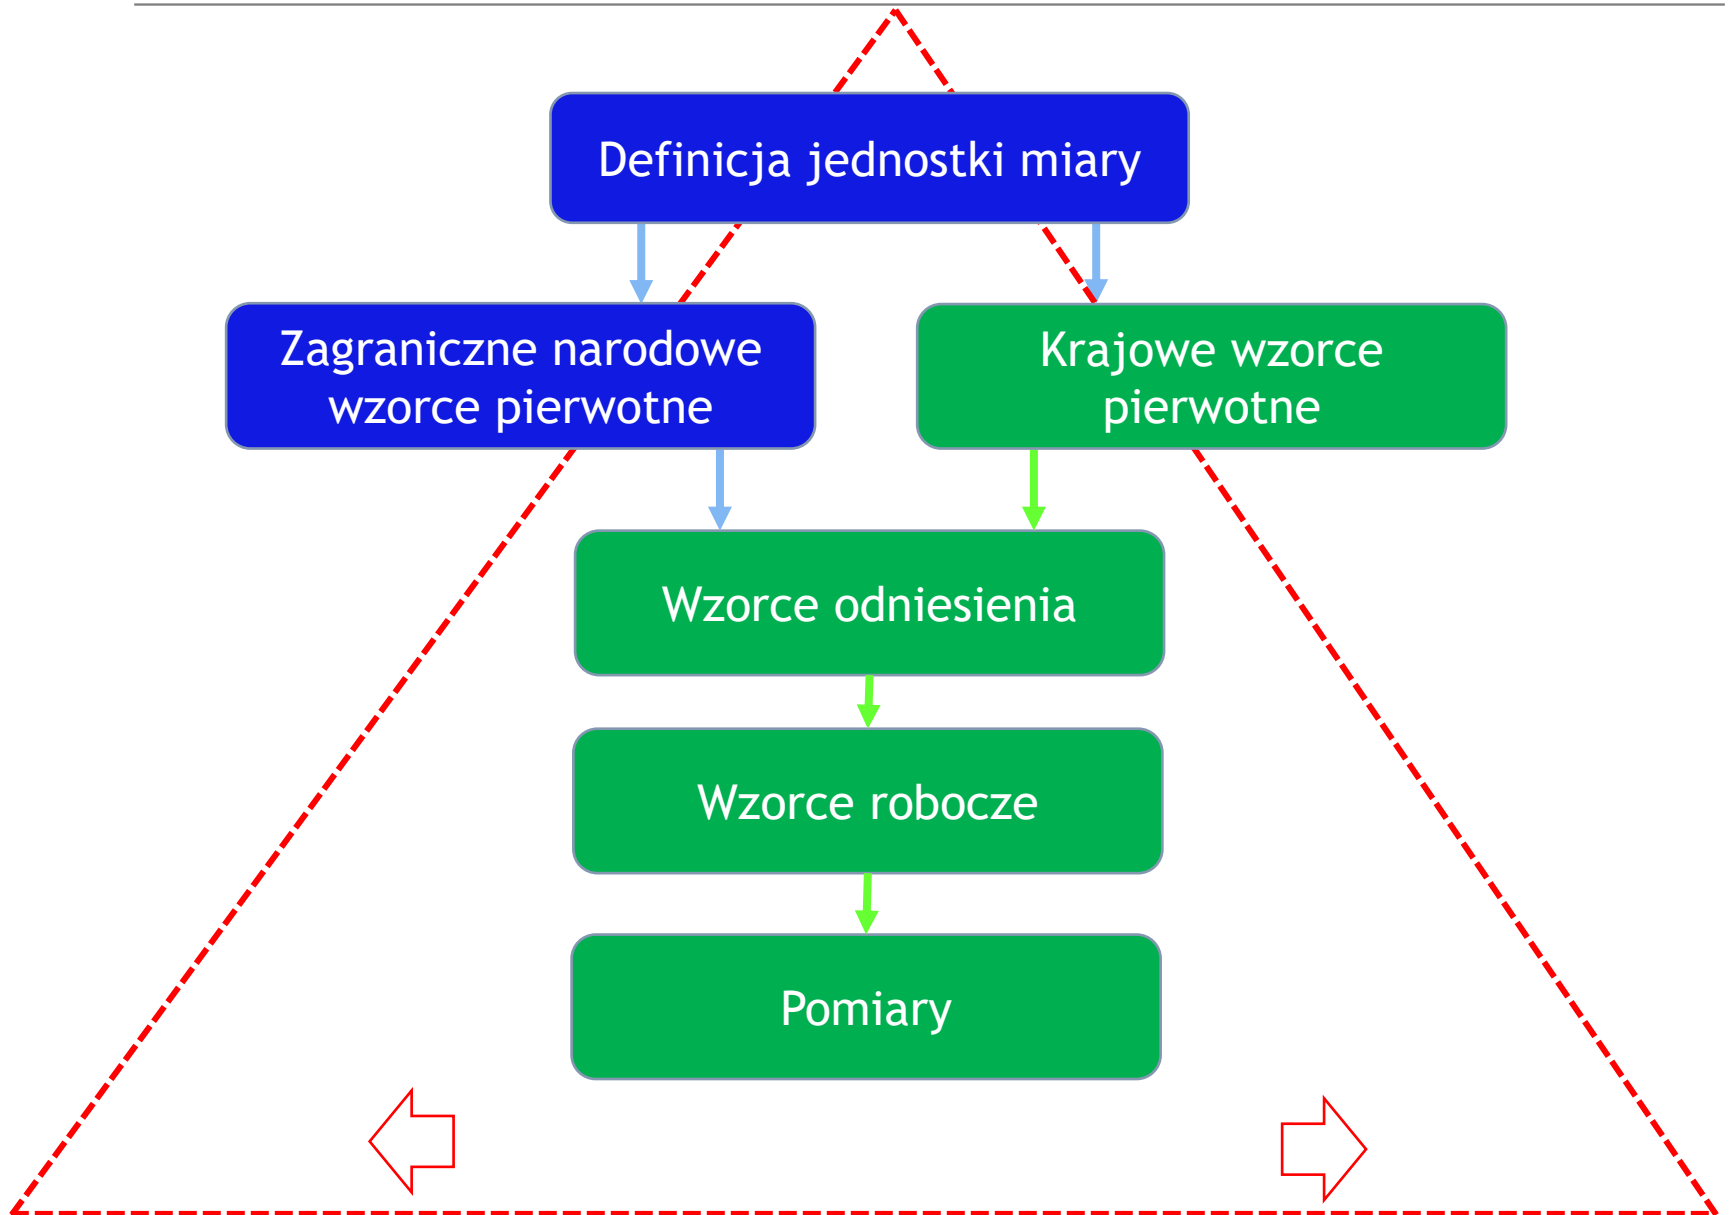 Definicja jednostki miary
Zagraniczne narodowe
wzorce pierwotne
Krajowe wzorce
pierwotne
Wzorce odniesienia
Wzorce robocze
Pomiary